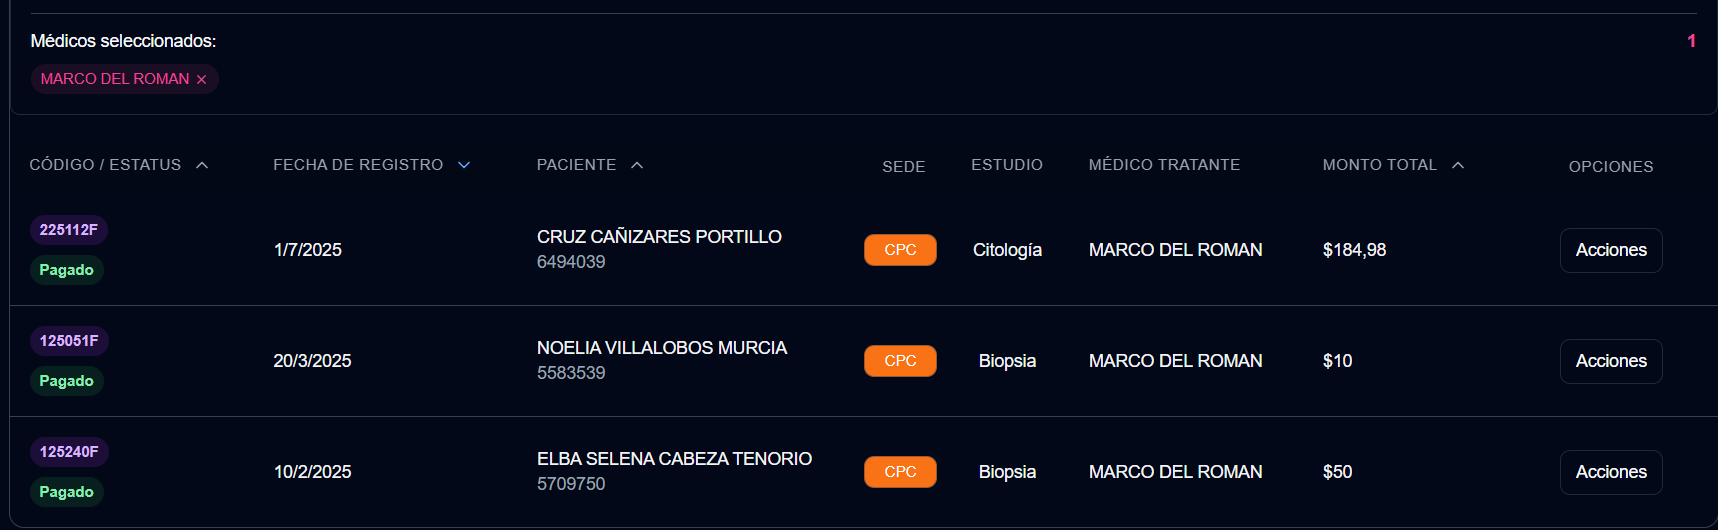 Médicos seleccionados: 1
MARCO DEL ROMAN ×
CÓDIGO / ESTATUS FECHA DE REGISTRO PACIENTE SEDE ESTUDIO MÉDICO TRATANTE MONTO TOTAL OPCIONES
225112F
Pagado
1/7/2025
CRUZ CAÑIZARES PORTILLO
6494039
CPC
Citología
MARCO DEL ROMAN
$184,98
Acciones
125051F
Pagado
20/3/2025
NOELIA VILLALOBOS MURCIA
5583539
CPC
Biopsia
MARCO DEL ROMAN
$10
Acciones
125240F
Pagado
10/2/2025
ELBA SELENA CABEZA TENORIO
5709750
CPC
Biopsia
MARCO DEL ROMAN
$50
Acciones